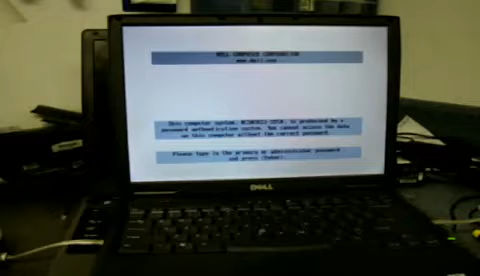 DELL COMPUTER CORPORATION
www.dell.com
This computer system, -595B, is protected by a
password authentication system. You cannot access the data
on this computer without the correct password.
Please type in the primary or administrator password
and press <Enter>.
DELL